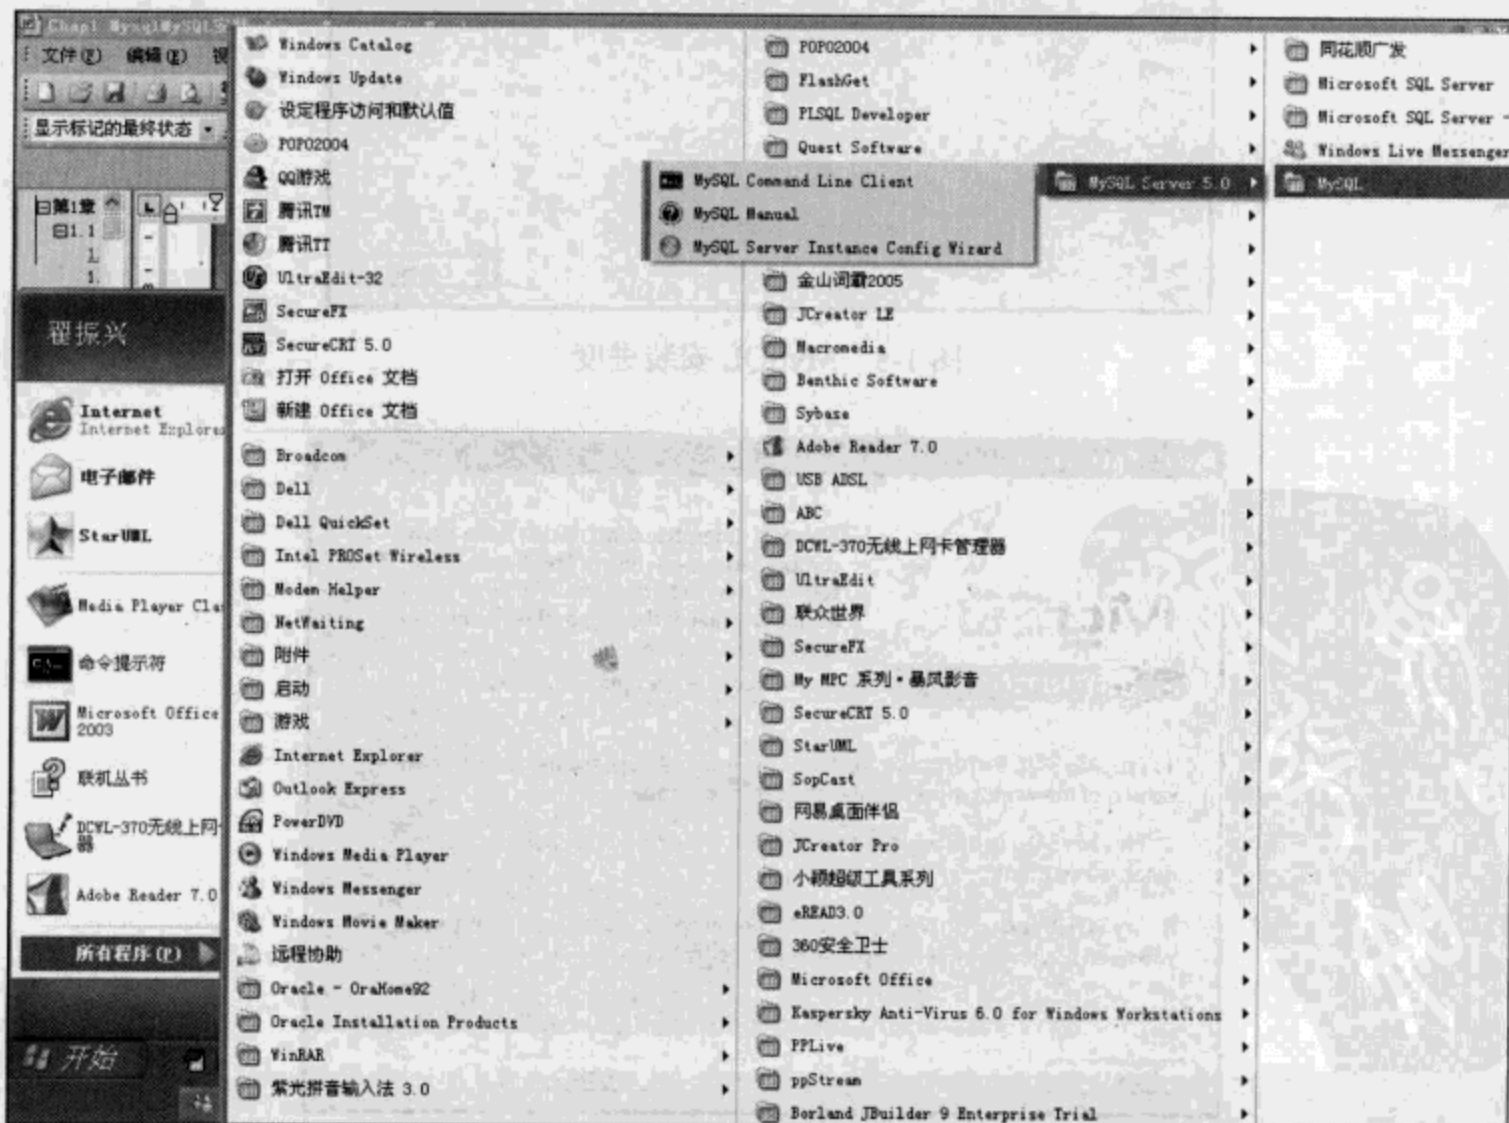 Chap1
文件(F) 编辑(E) 视
显示标记的最终状态
第1章
1.1
1.
1.
翟振兴
Internet
Internet Explorer
电子邮件
StarUML
Media Player Cla
命令提示符
Microsoft Office
2003
联机丛书
DCWL-370无线上网卡
器
Adobe Reader 7.0
所有程序(P)
开始
Windows Catalog
Windows Update
设定程序访问和默认值
POPO2004
QQ游戏
腾讯TM
腾讯TT
UltraEdit-32
SecureFX
SecureCRT 5.0
打开 Office 文档
新建 Office 文档
Broadcom
Dell
Dell QuickSet
Intel PROSet Wireless
Modem Helper
NetWaiting
附件
启动
游戏
Internet Explorer
Outlook Express
PowerDVD
Windows Media Player
Windows Messenger
Windows Movie Maker
远程协助
Oracle - OraHome92
Oracle Installation Products
WinRAR
紫光拼音输入法 3.0
POPO2004
FlashGet
PLSQL Developer
Quest Software
MySQL Command Line Client
MySQL Manual
MySQL Server Instance Config Wizard
金山词霸2005
JCreator LE
Macromedia
Benthic Software
Sybase
Adobe Reader 7.0
USB ADSL
ABC
DCWL-370无线上网卡管理器
UltraEdit
联众世界
SecureFX
My MPC 系列·暴风影音
SecureCRT 5.0
StarUML
SopCast
网易桌面伴侣
JCreator Pro
小颖超级工具系列
eREAD3.0
360安全卫士
Microsoft Office
Kaspersky Anti-Virus 6.0 for Windows Workstations
PPLive
ppStream
Borland JBuilder 9 Enterprise Trial
MySQL Server 5.0
同花顺广发
Microsoft SQL Server
Microsoft SQL Server -
Windows Live Messenger
MySQL